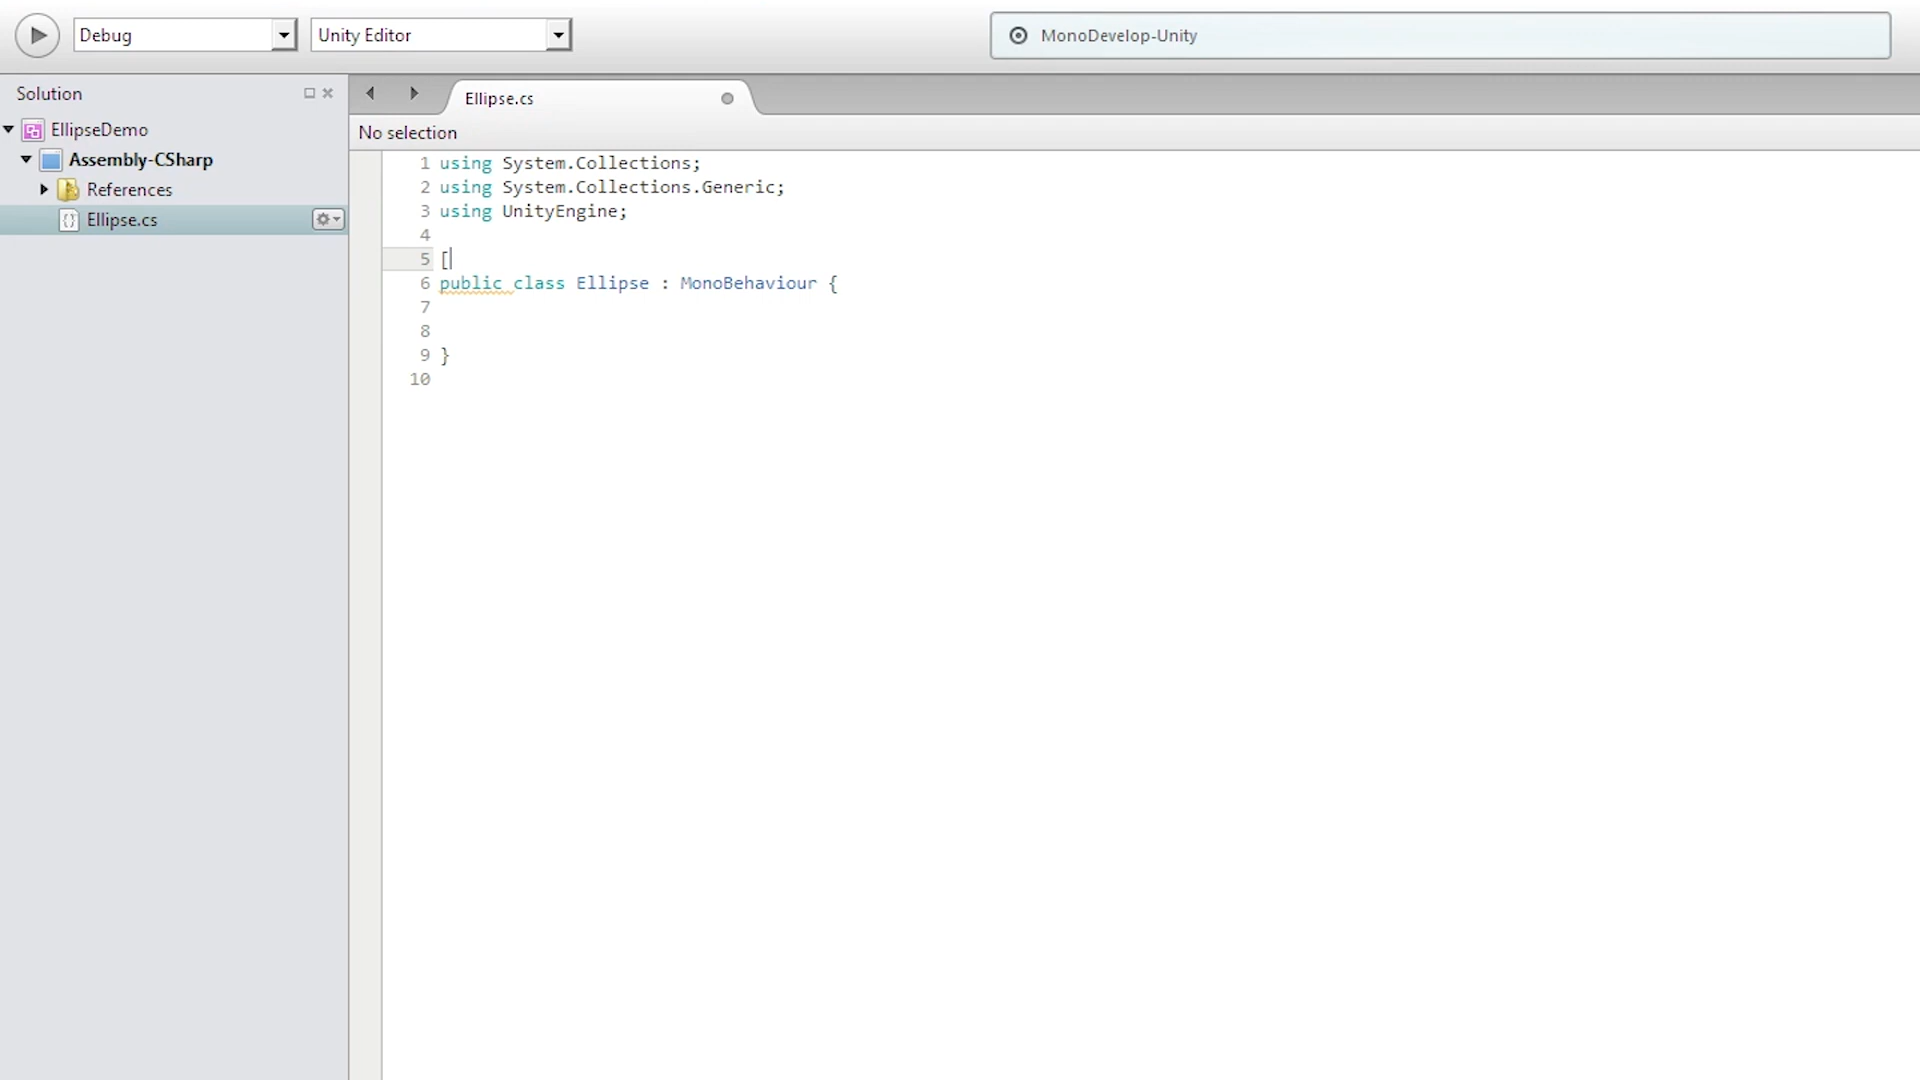 Debug
Unity Editor
MonoDevelop-Unity
Solution
Ellipse.cs
EllipseDemo
No selection
Assembly-CSharp
References
Ellipse.cs
1 using System.Collections;
2 using System.Collections.Generic;
3 using UnityEngine;
4
5 [
6 public class Ellipse : MonoBehaviour {
7
8
9 }
10